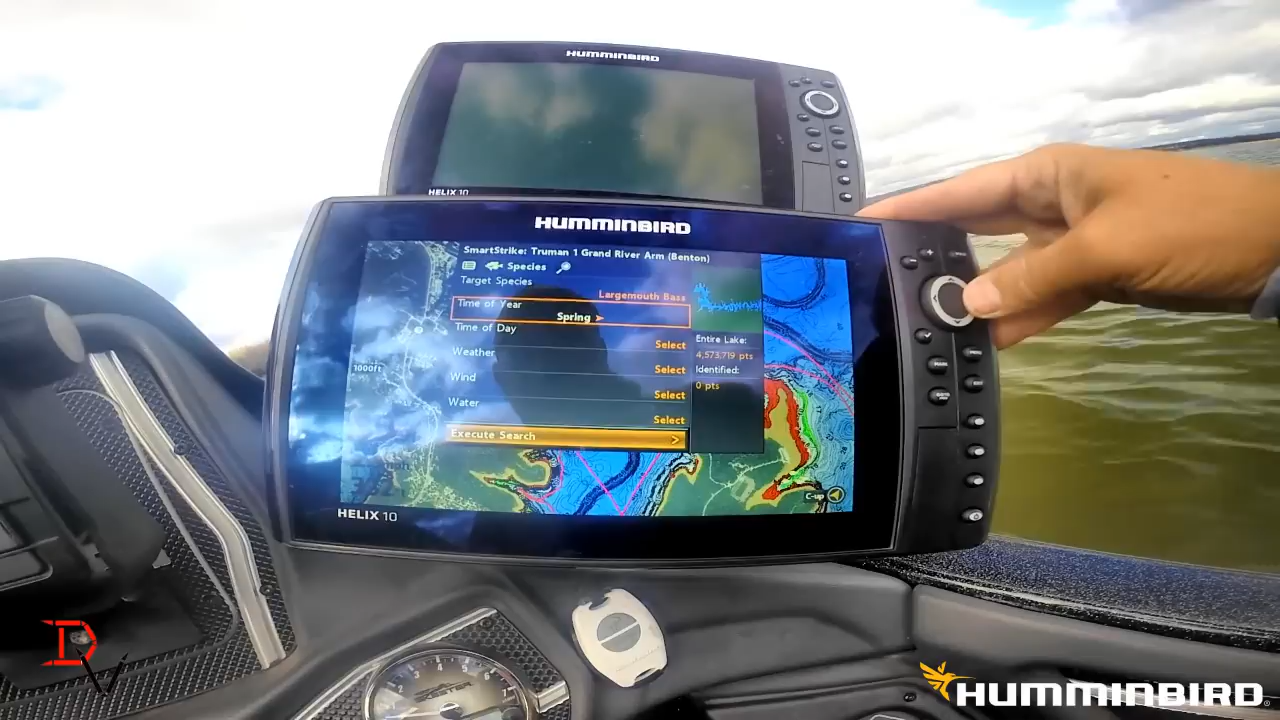 HUMMINBIRD
HELIX 10
HUMMINBIRD
SmartStrike: Truman 1 Grand River Arm (Benton)
Species
Target Species
Largemouth Bass
Time of Year
Spring
Time of Day
Select
Weather
Select
Wind
Select
Water
Select
Execute Search >
Entire Lake:
4,573,719 pts
Identified:
0 pts
1000ft
C-up
HELIX 10
DV
HUMMINBIRD